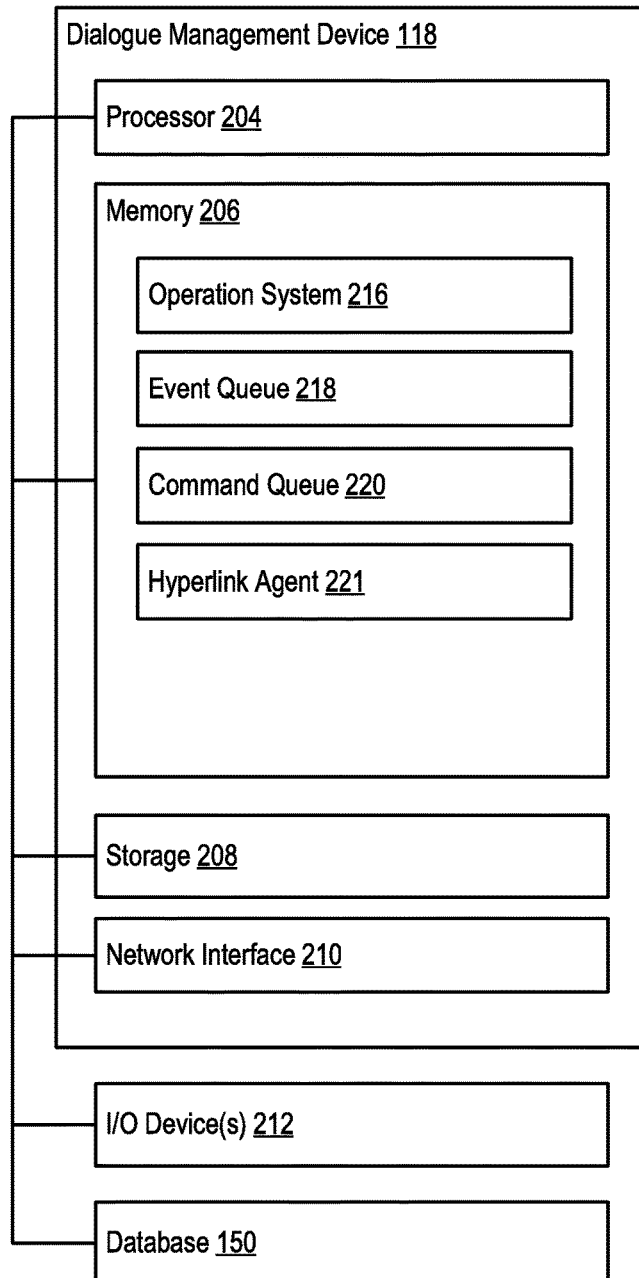 Dialogue Management Device 118
Processor 204
Memory 206
Operation System 216
Event Queue 218
Command Queue 220
Hyperlink Agent 221
Storage 208
Network Interface 210
I/O Device(s) 212
Database 150